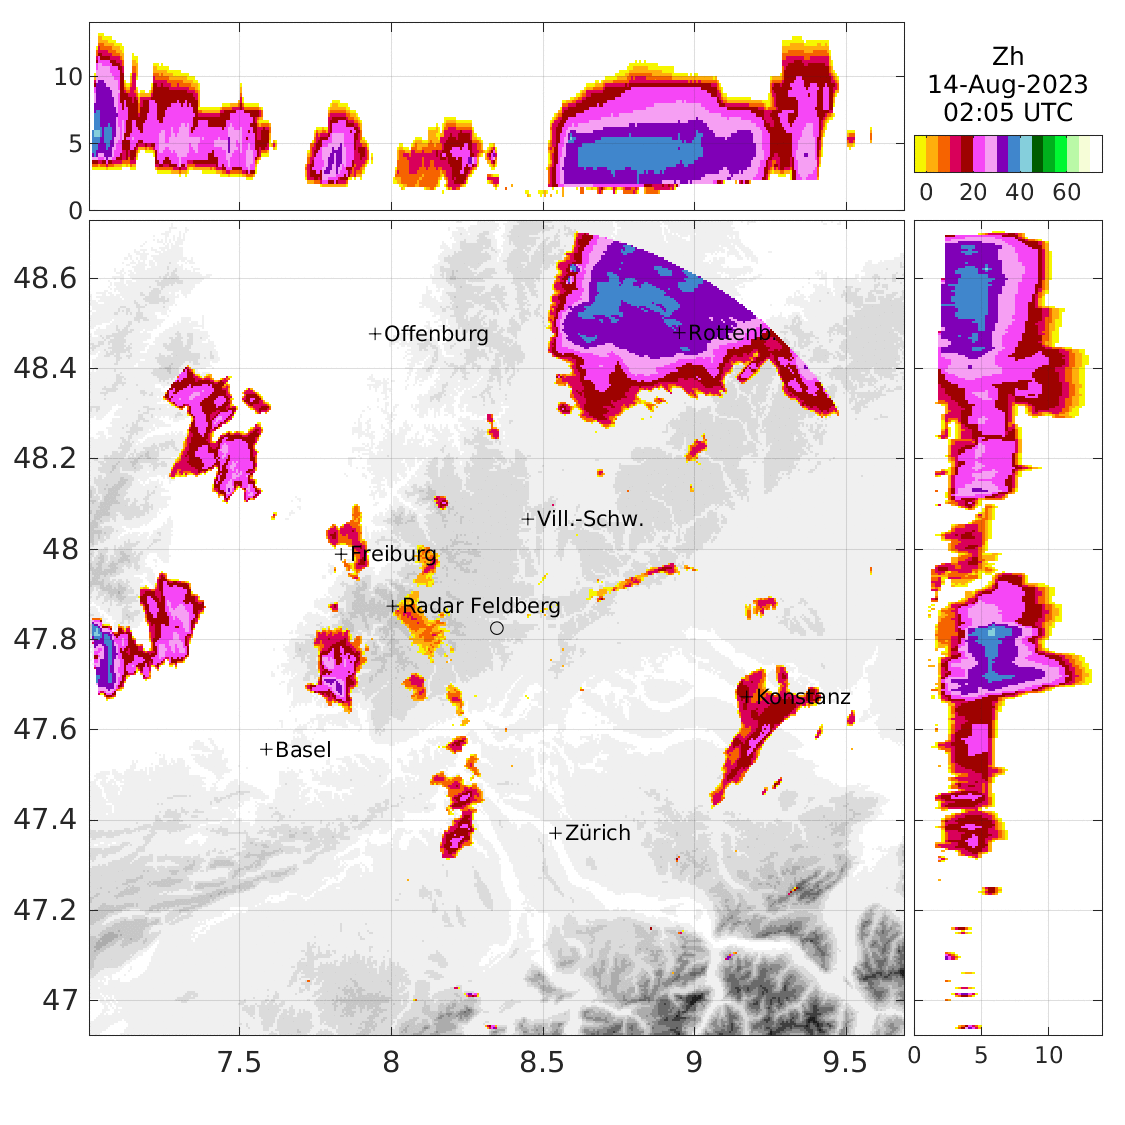 Zh
14-Aug-2023
02:05 UTC
0 20 40 60
10
5
0
48.6
48.4
48.2
48
47.8
47.6
47.4
47.2
47
Offenburg
Rottenb
Vill.-Schw.
Freiburg
Radar Feldberg
Konstanz
Basel
Zürich
7.5 8 8.5 9 9.5
0 5 10